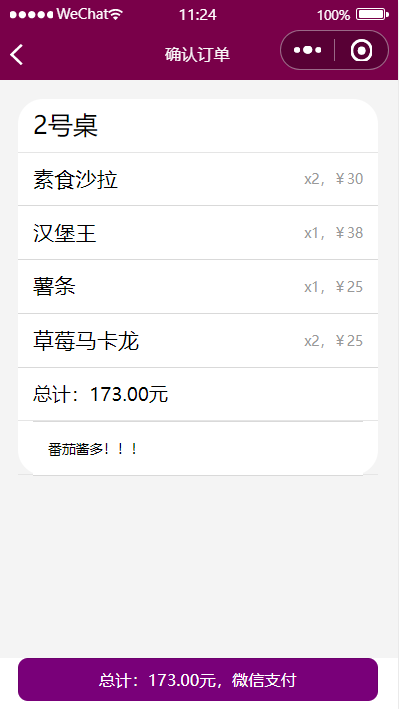 WeChat 11:24 100%
确认订单
2号桌
素食沙拉 x2，￥30
汉堡王 x1，￥38
薯条 x1，￥25
草莓马卡龙 x2，￥25
总计：173.00元
番茄酱多！！！
总计：173.00元，微信支付